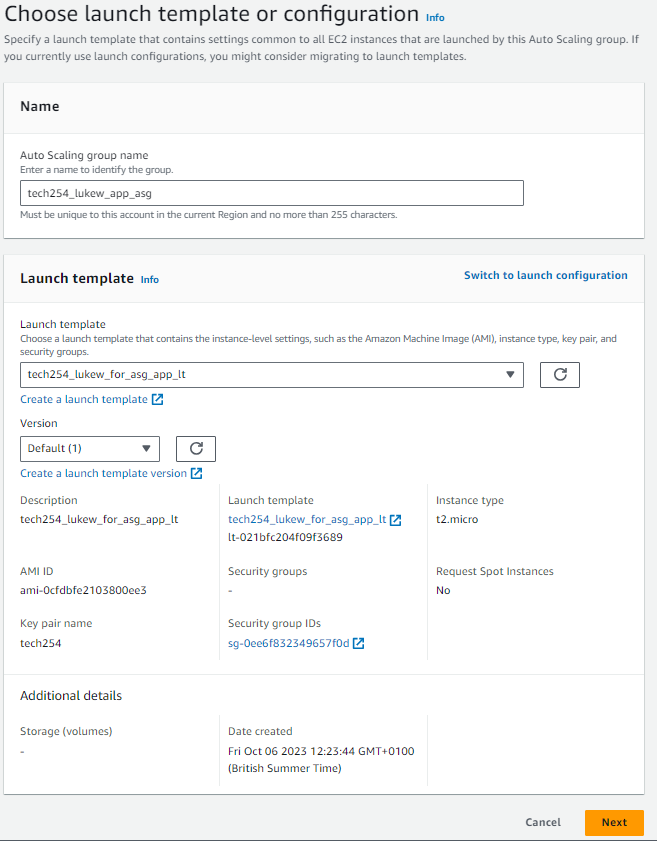 Choose launch template or configuration Info
Specify a launch template that contains settings common to all EC2 instances that are launched by this Auto Scaling group. If
you currently use launch configurations, you might consider migrating to launch templates.
Name
Auto Scaling group name
Enter a name to identify the group.
tech254_lukew_app_asg
Must be unique to this account in the current Region and no more than 255 characters.
Launch template Info
Switch to launch configuration
Launch template
Choose a launch template that contains the instance-level settings, such as the Amazon Machine Image (AMI), instance type, key pair, and
security groups.
tech254_lukew_for_asg_app_lt
Create a launch template
Version
Default (1)
Create a launch template version
Description
tech254_lukew_for_asg_app_lt
Launch template
tech254_lukew_for_asg_app_lt
lt-021bfc204f09f3689
Instance type
t2.micro
AMI ID
ami-0cfdbfe2103800ee3
Security groups
-
Request Spot Instances
No
Key pair name
tech254
Security group IDs
sg-0ee6f832349657f0d
Additional details
Storage (volumes)
-
Date created
Fri Oct 06 2023 12:23:44 GMT+0100
(British Summer Time)
Cancel
Next